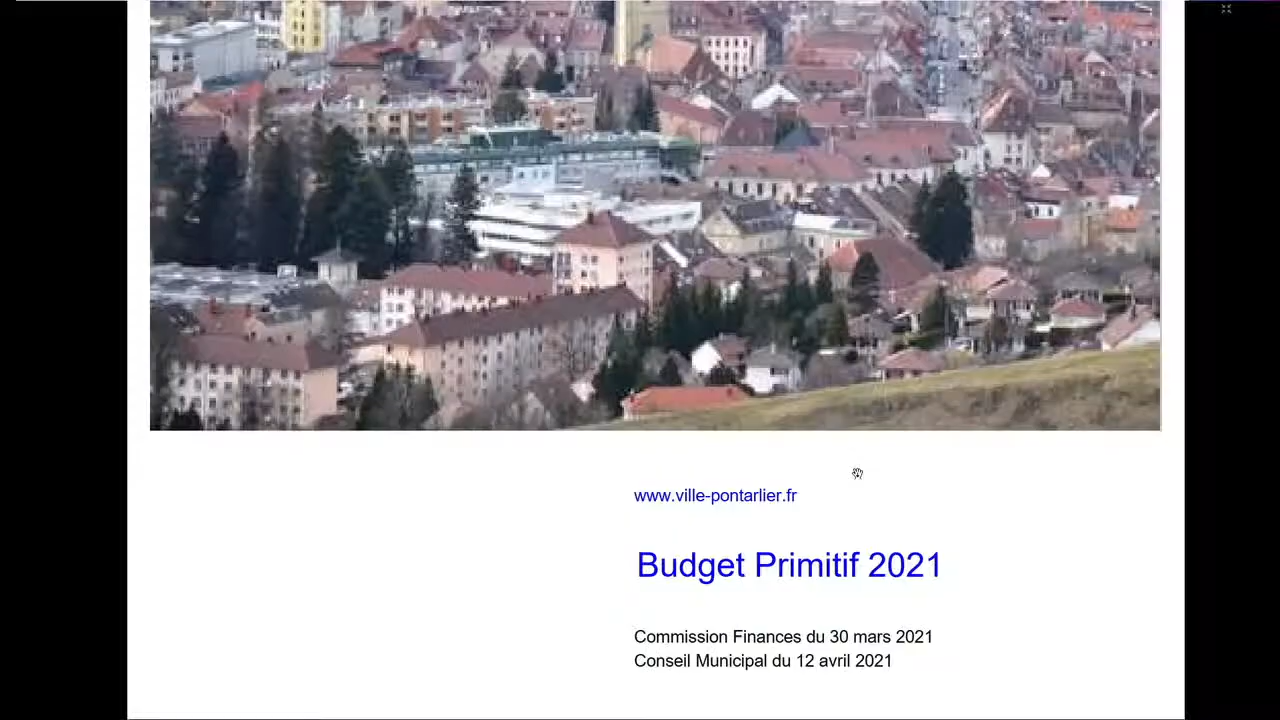 www.ville-pontarlier.fr
Budget Primitif 2021
Commission Finances du 30 mars 2021
Conseil Municipal du 12 avril 2021